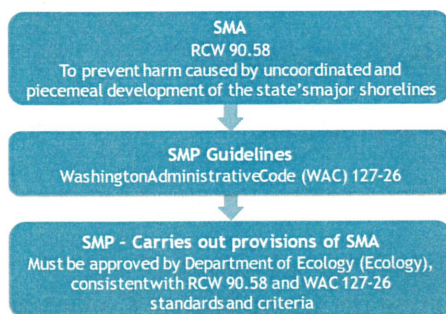 SMA
RCW 90.58
To prevent harm caused by uncoordinated and
piecemeal development of the state'smajor shorelines
SMP Guidelines
WashingtonAdministrativeCode (WAC) 127-26
SMP - Carries out provisions of SMA
Must be approved by Department of Ecology (Ecology),
consistentwith RCW 90.58 and WAC 127-26
standards and criteria